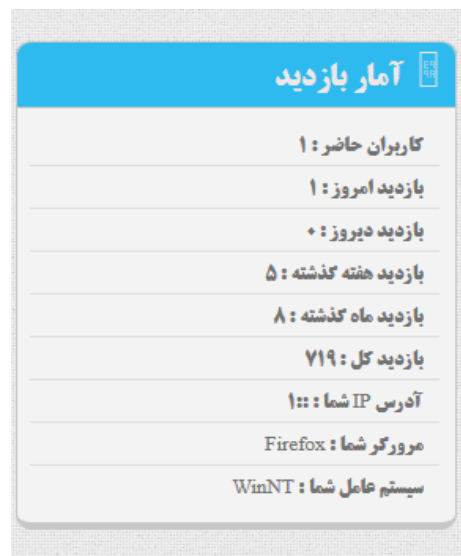 آمار بازدید
کاربران حاضر : ۱
بازدید امروز : ۱
بازدید دیروز : ۰
بازدید هفته گذشته : ۵
بازدید ماه گذشته : ۸
بازدید کل : ۷۱۹
آدرس IP شما : ::۱
مرورگر شما : Firefox
سیستم عامل شما : WinNT